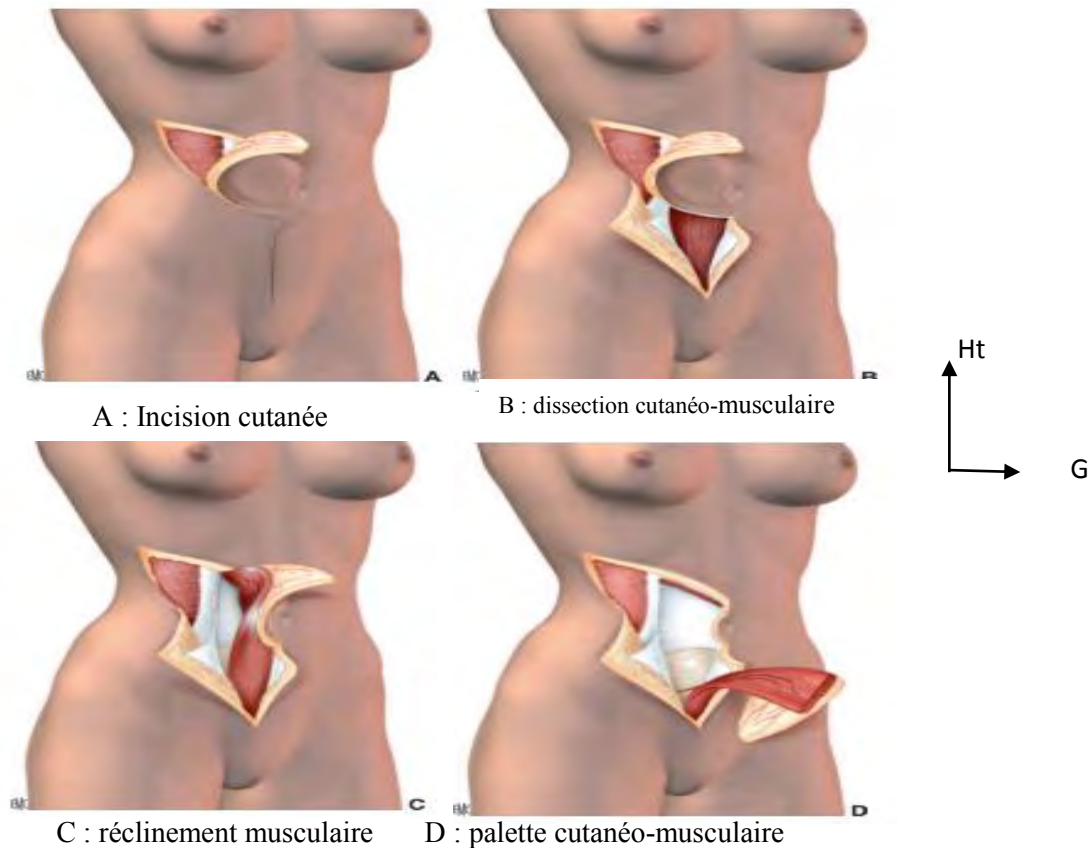 A
B
A : Incision cutanée
B : dissection cutanéo-musculaire
Ht
G
C
D
C : réclinement musculaire
D : palette cutanéo-musculaire